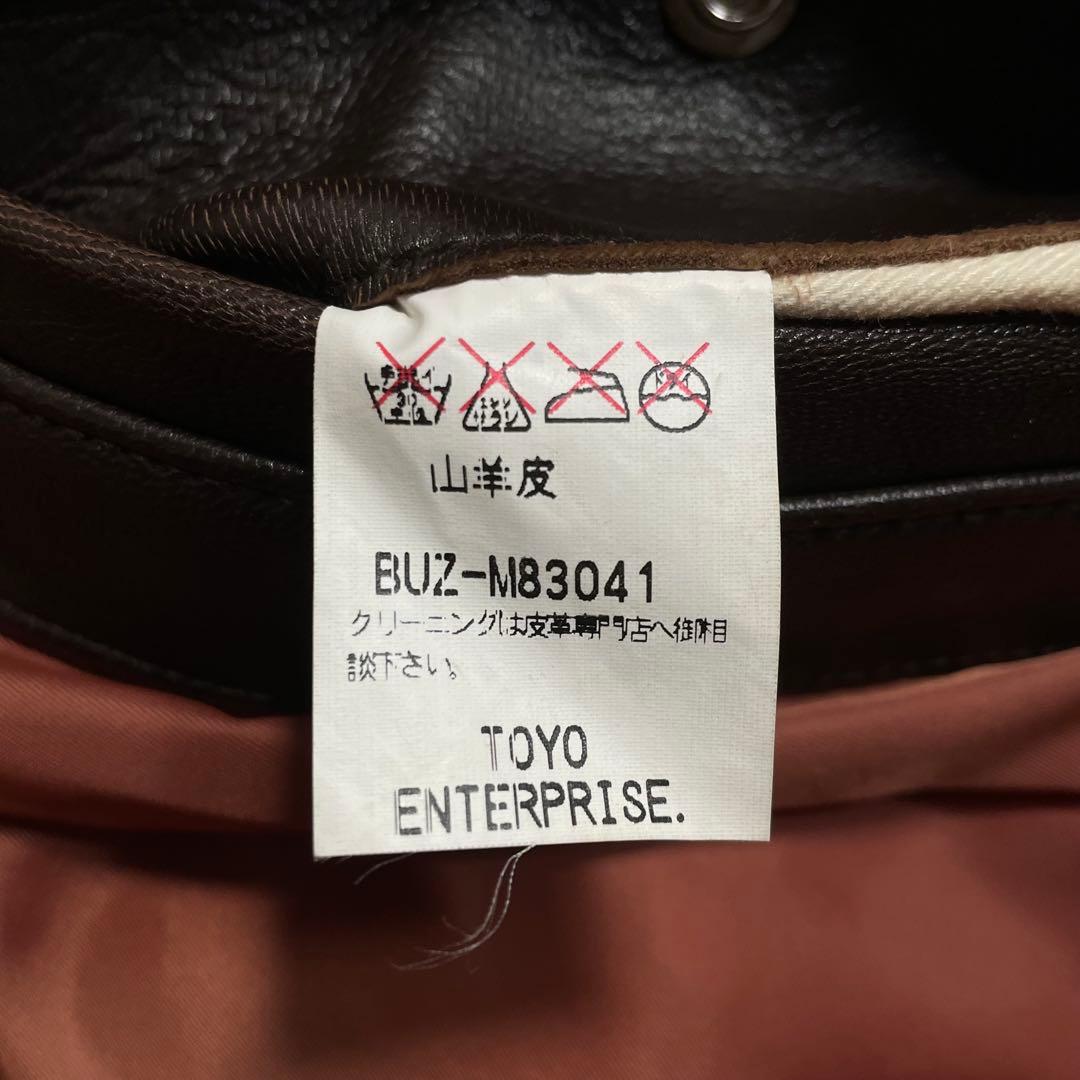 山羊皮
BUZ-M83041
クリーニングは皮革専門店へ御相
談下さい。
TOYO
ENTERPRISE.